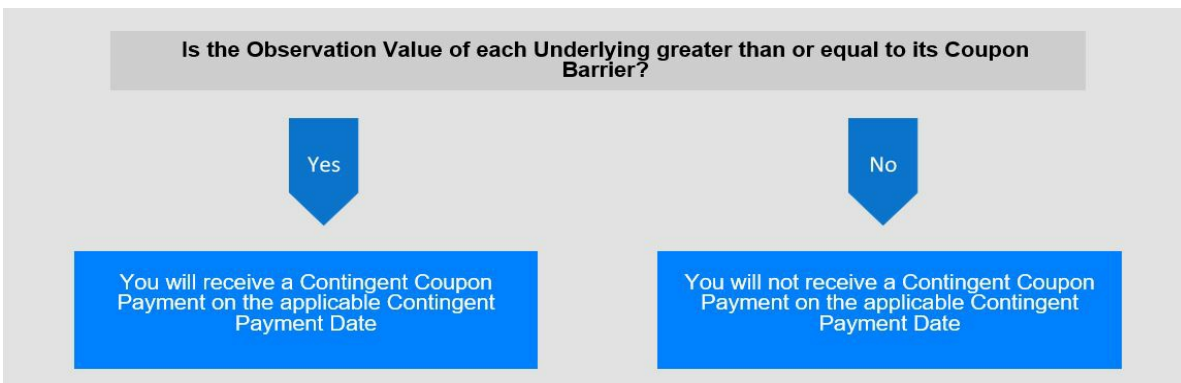 Is the Observation Value of each Underlying greater than or equal to its Coupon
Barrier?
Yes
No
You will receive a Contingent Coupon
Payment on the applicable Contingent
Payment Date
You will not receive a Contingent Coupon
Payment on the applicable Contingent
Payment Date